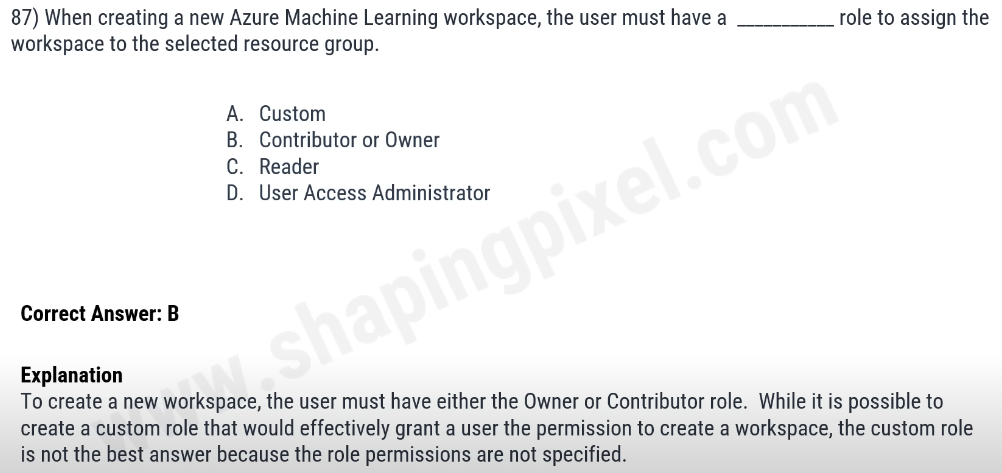 87) When creating a new Azure Machine Learning workspace, the user must have a ___________ role to assign the
workspace to the selected resource group.
A. Custom
B. Contributor or Owner
C. Reader
D. User Access Administrator
www.shapingpixel.com
Correct Answer: B
Explanation
To create a new workspace, the user must have either the Owner or Contributor role. While it is possible to
create a custom role that would effectively grant a user the permission to create a workspace, the custom role
is not the best answer because the role permissions are not specified.